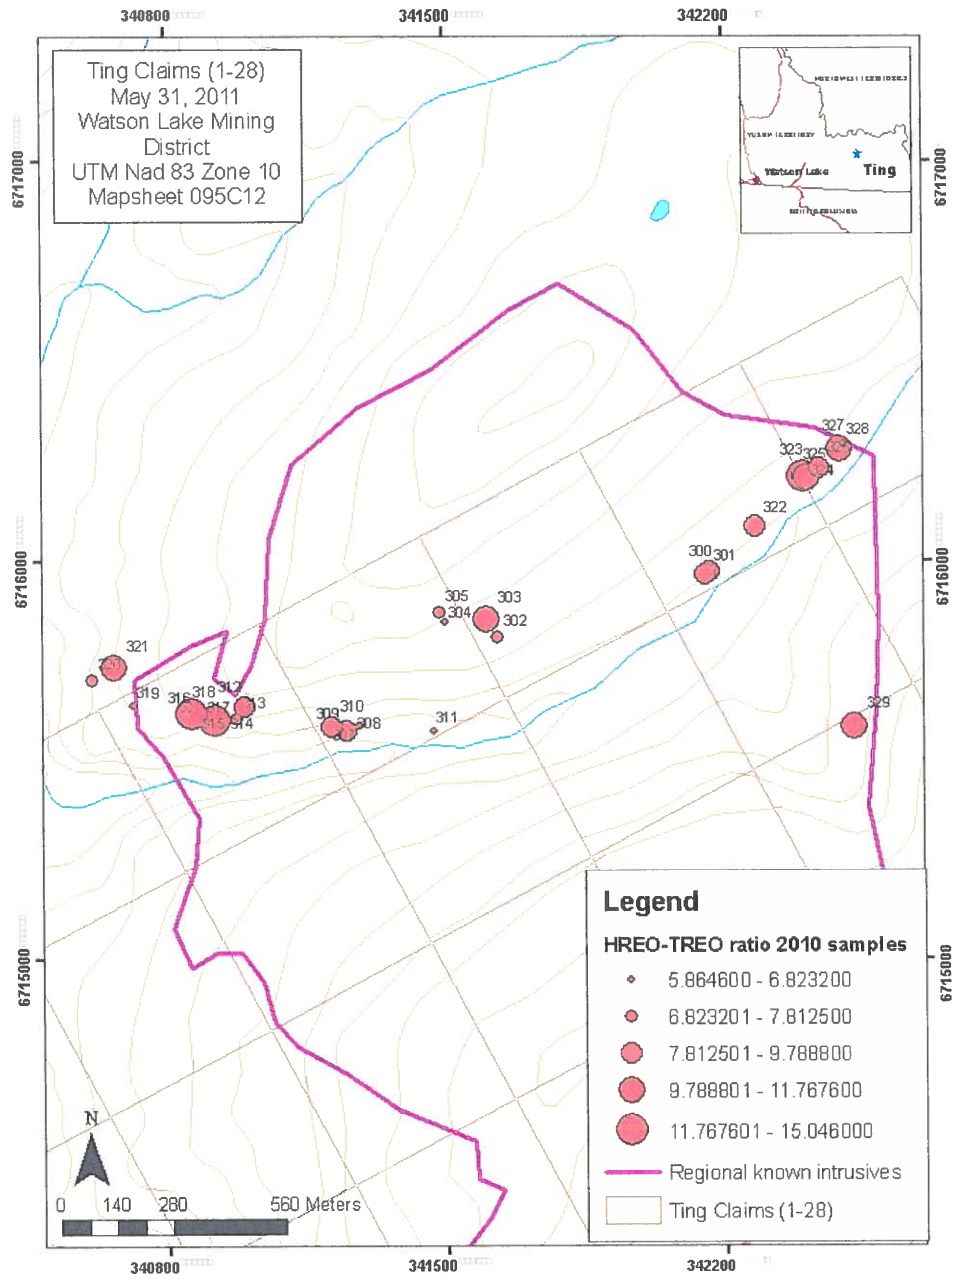 340800
341500
342200
Ting Claims (1-28)
May 31, 2011
Watson Lake Mining
District
UTM Nad 83 Zone 10
Mapsheet 095C12
Watson Lake
Ting
6717000
6717000
327
328
323
325
322
300
301
6716000
6716000
305
304
303
302
321
319
318
312
310
309
308
311
314
329
Legend
HREO-TREO ratio 2010 samples
5.864600 - 6.823200
6.823201 - 7.812500
7.812501 - 9.788800
9.788801 - 11.767600
11.767601 - 15.046000
Regional known intrusives
Ting Claims (1-28)
6715000
6715000
N
0 140 280 560 Meters
340800
341500
342200